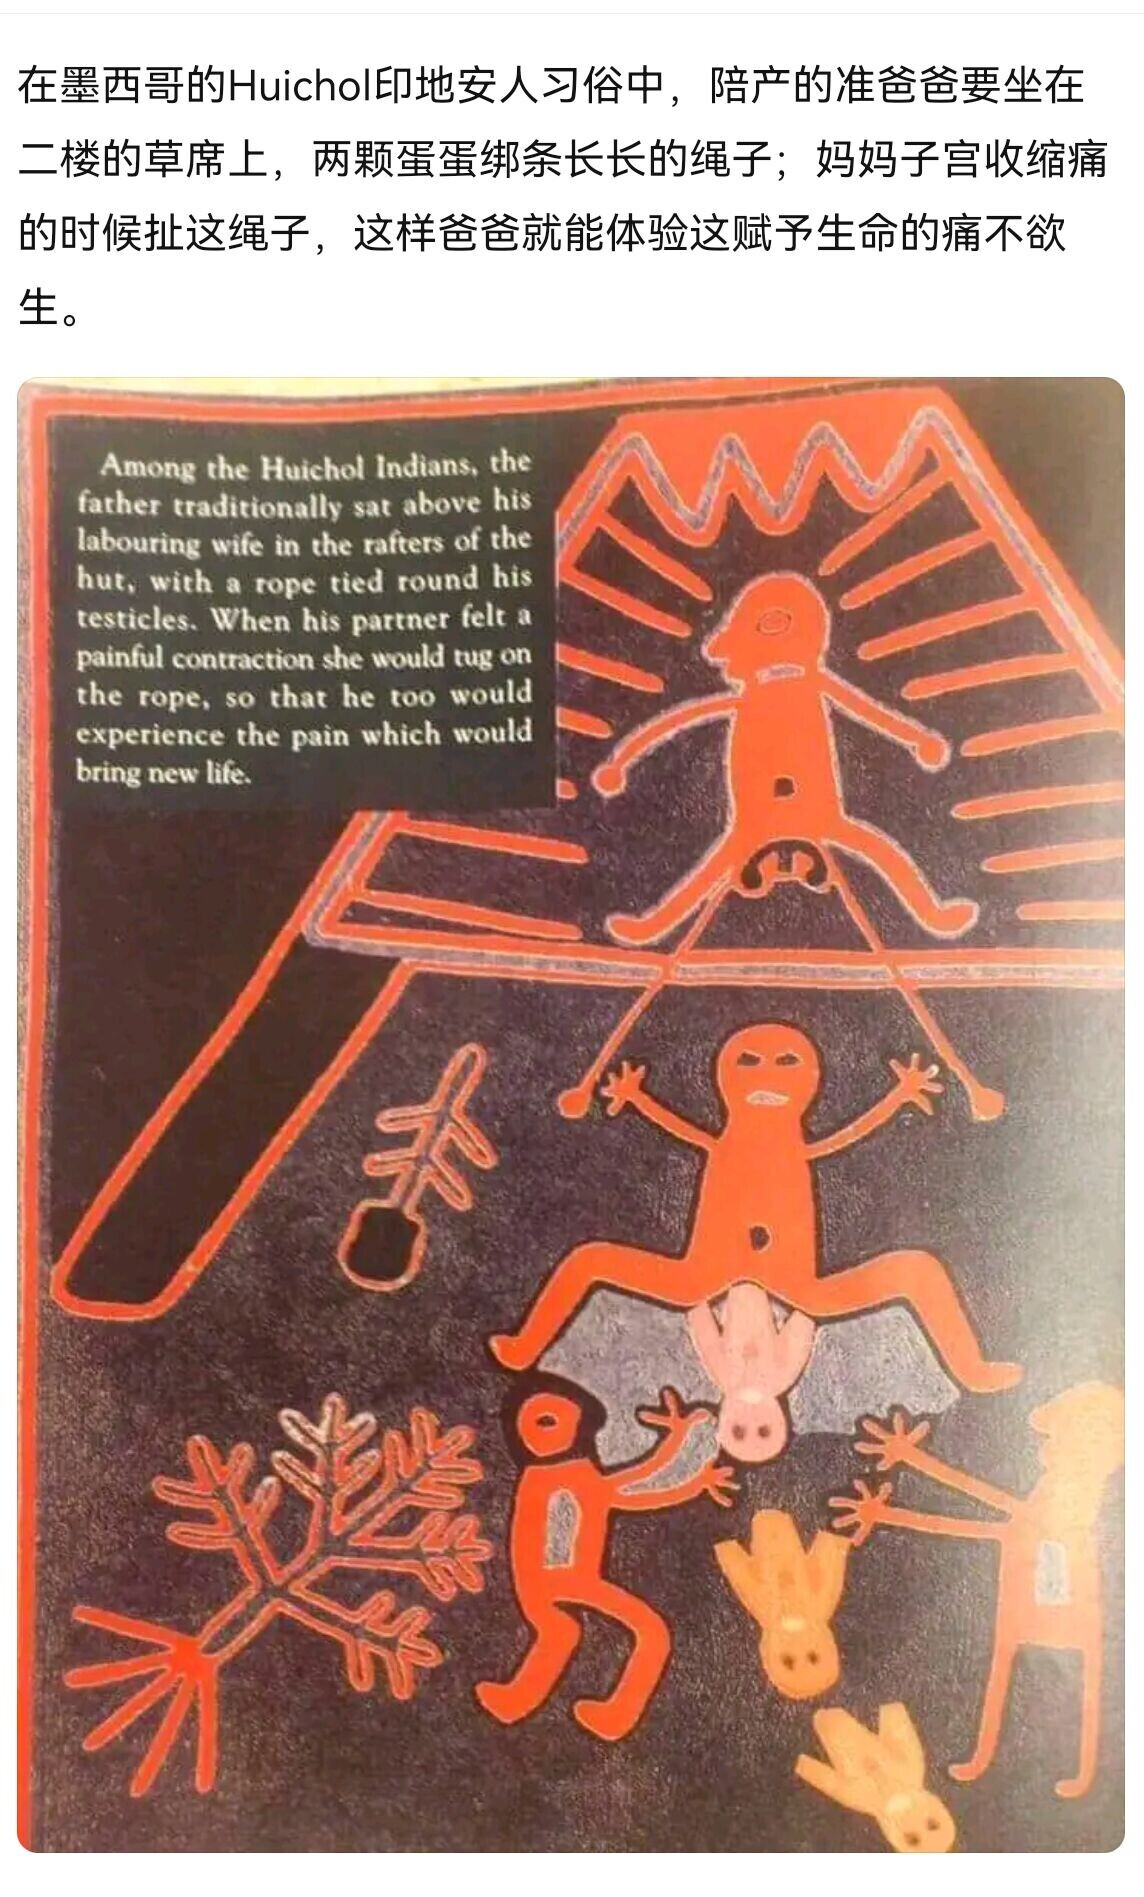 在墨西哥的Huichol印地安人习俗中，陪产的准爸爸要坐在
二楼的草席上，两颗蛋蛋绑条长长的绳子；妈妈子宫收缩痛
的时候扯这绳子，这样爸爸就能体验这赋予生命的痛不欲
生。
Among the Huichol Indians, the
father traditionally sat above his
labouring wife in the rafters of the
hut, with a rope tied round his
testicles. When his partner felt a
painful contraction she would tug on
the rope, so that he too would
experience the pain which would
bring new life.